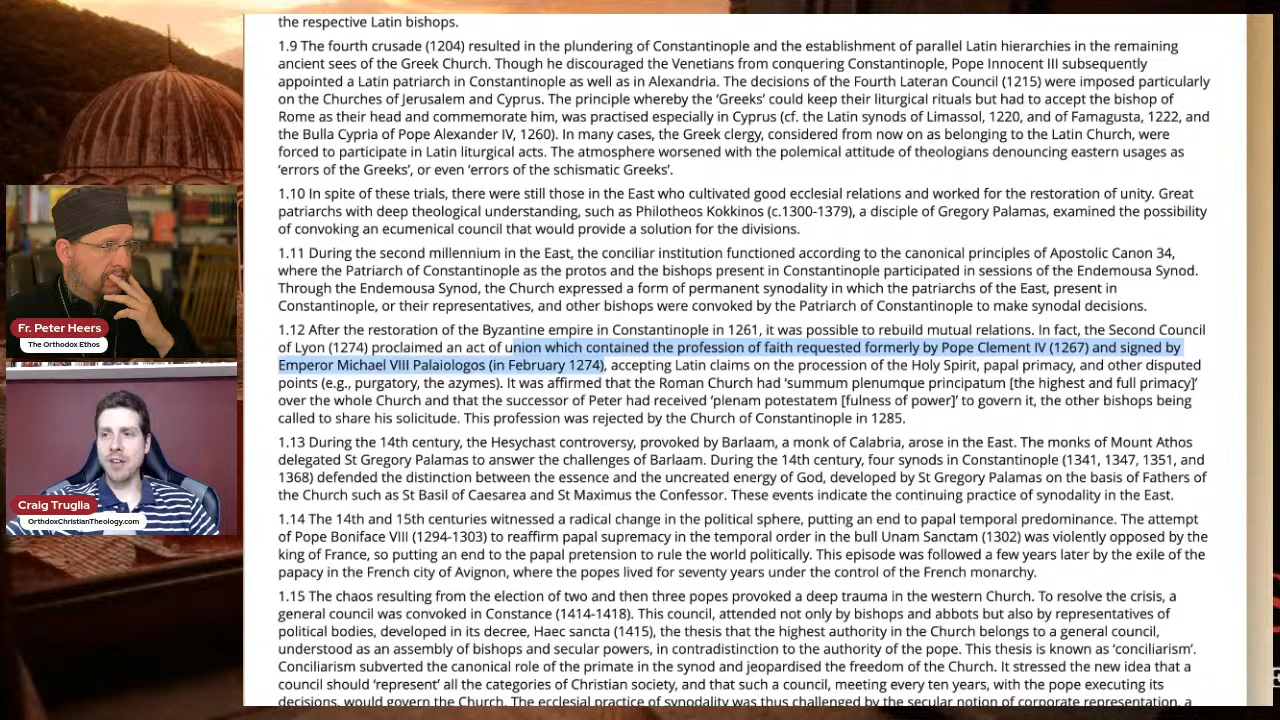 the respective Latin bishops.
1.9 The fourth crusade (1204) resulted in the plundering of Constantinople and the establishment of parallel Latin hierarchies in the remaining
ancient sees of the Greek Church. Though he discouraged the Venetians from conquering Constantinople, Pope Innocent III subsequently
appointed a Latin patriarch in Constantinople as well as in Alexandria. The decisions of the Fourth Lateran Council (1215) were imposed particularly
on the Churches of Jerusalem and Cyprus. The principle whereby the ‘Greeks’ could keep their liturgical rituals but had to accept the bishop of
Rome as their head and commemorate him, was practised especially in Cyprus (cf. the Latin synods of Limassol, 1220, and of Famagusta, 1222, and
the Bulla Cypria of Pope Alexander IV, 1260). In many cases, the Greek clergy, considered from now on as belonging to the Latin Church, were
forced to participate in Latin liturgical acts. The atmosphere worsened with the polemical attitude of theologians denouncing eastern usages as
‘errors of the Greeks’, or even ‘errors of the schismatic Greeks’.
1.10 In spite of these trials, there were still those in the East who cultivated good ecclesial relations and worked for the restoration of unity. Great
patriarchs with deep theological understanding, such as Philotheos Kokkinos (c.1300-1379), a disciple of Gregory Palamas, examined the possibility
of convoking an ecumenical council that would provide a solution for the divisions.
1.11 During the second millennium in the East, the conciliar institution functioned according to the canonical principles of Apostolic Canon 34,
where the Patriarch of Constantinople as the protos and the bishops present in Constantinople participated in sessions of the Endemousa Synod.
Through the Endemousa Synod, the Church expressed a form of permanent synodality in which the patriarchs of the East, present in
Constantinople, or their representatives, and other bishops were convoked by the Patriarch of Constantinople to make synodal decisions.
1.12 After the restoration of the Byzantine empire in Constantinople in 1261, it was possible to rebuild mutual relations. In fact, the Second Council
of Lyon (1274) proclaimed an act of union which contained the profession of faith requested formerly by Pope Clement IV (1267) and signed by
Emperor Michael VIII Palaiologos (in February 1274), accepting Latin claims on the procession of the Holy Spirit, papal primacy, and other disputed
points (e.g., purgatory, the azymes). It was affirmed that the Roman Church had ‘summum plenumque principatum [the highest and full primacy]’
over the whole Church and that the successor of Peter had received ‘plenam potestatem [fulness of power]’ to govern it, the other bishops being
called to share his solicitude. This profession was rejected by the Church of Constantinople in 1285.
1.13 During the 14th century, the Hesychast controversy, provoked by Barlaam, a monk of Calabria, arose in the East. The monks of Mount Athos
delegated St Gregory Palamas to answer the challenges of Barlaam. During the 14th century, four synods in Constantinople (1341, 1347, 1351, and
1368) defended the distinction between the essence and the uncreated energy of God, developed by St Gregory Palamas on the basis of Fathers of
the Church such as St Basil of Caesarea and St Maximus the Confessor. These events indicate the continuing practice of synodality in the East.
1.14 The 14th and 15th centuries witnessed a radical change in the political sphere, putting an end to papal temporal predominance. The attempt
of Pope Boniface VIII (1294-1303) to reaffirm papal supremacy in the temporal order in the bull Unam Sanctam (1302) was violently opposed by the
king of France, so putting an end to the papal pretension to rule the world politically. This episode was followed a few years later by the exile of the
papacy in the French city of Avignon, where the popes lived for seventy years under the control of the French monarchy.
1.15 The chaos resulting from the election of two and then three popes provoked a deep trauma in the western Church. To resolve the crisis, a
general council was convoked in Constance (1414-1418). This council, attended not only by bishops and abbots but also by representatives of
political bodies, developed in its decree, Haec sancta (1415), the thesis that the highest authority in the Church belongs to a general council,
understood as an assembly of bishops and secular powers, in contradistinction to the authority of the pope. This thesis is known as ‘conciliarism’.
Conciliarism subverted the canonical role of the primate in the synod and jeopardised the freedom of the Church. It stressed the new idea that a
council should ‘represent’ all the categories of Christian society, and that such a council, meeting every ten years, with the pope executing its
decisions, would govern the Church. The ecclesial practice of synodality was thus challenged by the secular notion of corporate representation, a
Fr. Peter Heers
The Orthodox Ethos
Craig Truglia
OrthodoxChristianTheology.com